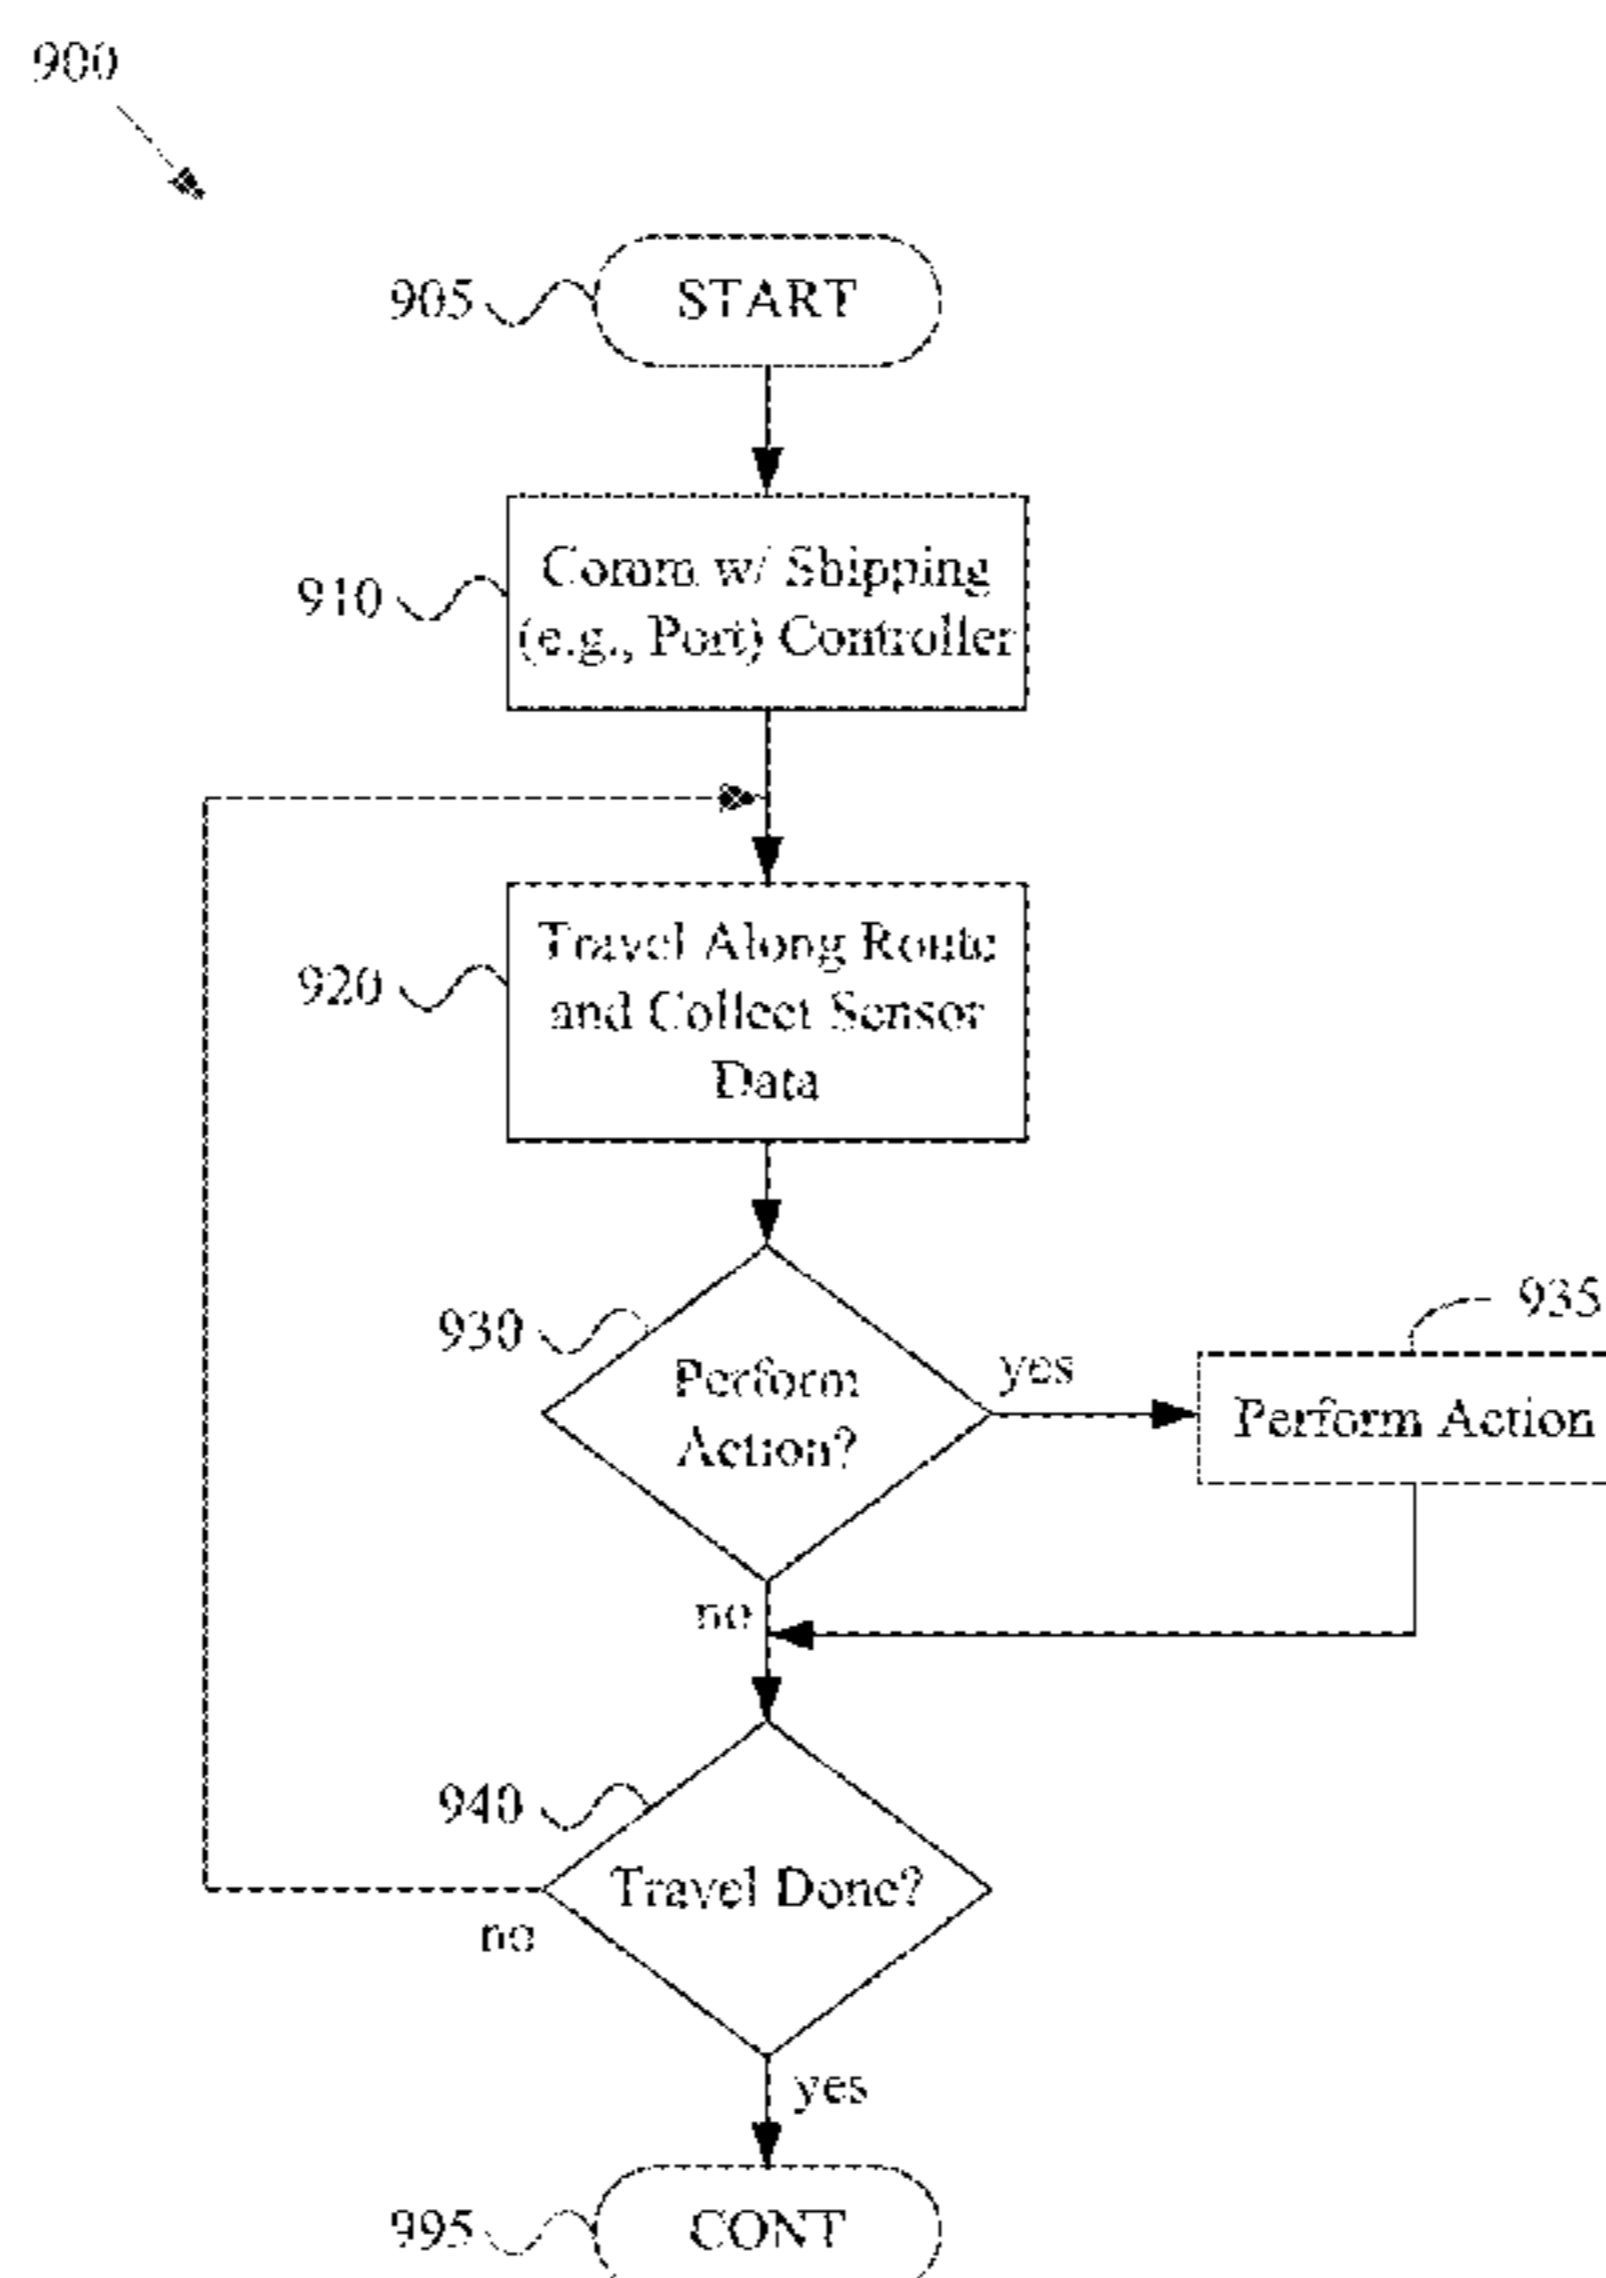 900
905
START
910
Comm w/ Shipping
(e.g., Port) Controller
920
Travel Along Route
and Collect Sensor
Data
930
Perform
Action?
yes
935
Perform Action
no
940
Travel Done?
no
yes
995
CONT